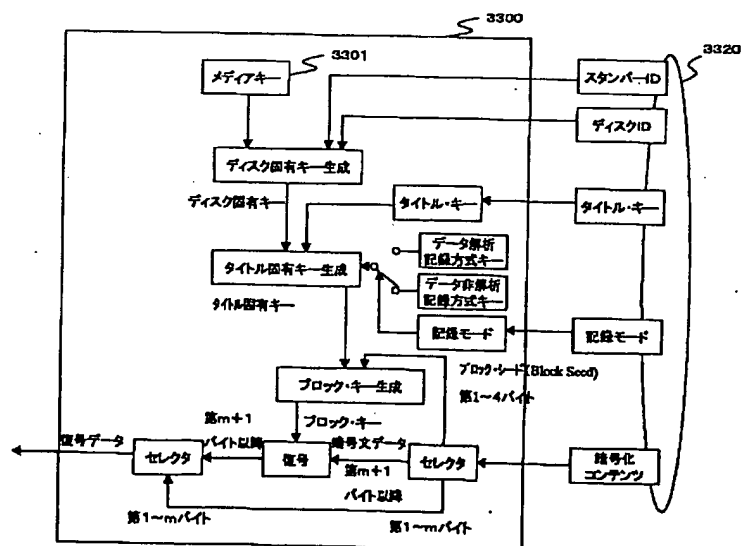 3300
3320
3301
メディアキー
スタンパーID
ディスクID
ディスク固有キー生成
ディスク固有キー
タイトル・キー
タイトル・キー
データ解析
記録方式キー
タイトル固有キー生成
データ非解析
記録方式キー
タイトル固有キー
記録モード
記録モード
ブロック・シード(Block Seed)
ブロック・キー生成
第1~4バイト
第m+1
ブロック・キー
復号データ
バイト以降
暗号文データ
セレクタ
復号
セレクタ
暗号化
コンテンツ
第m+1
バイト以降
第1~mバイト
第1~mバイト